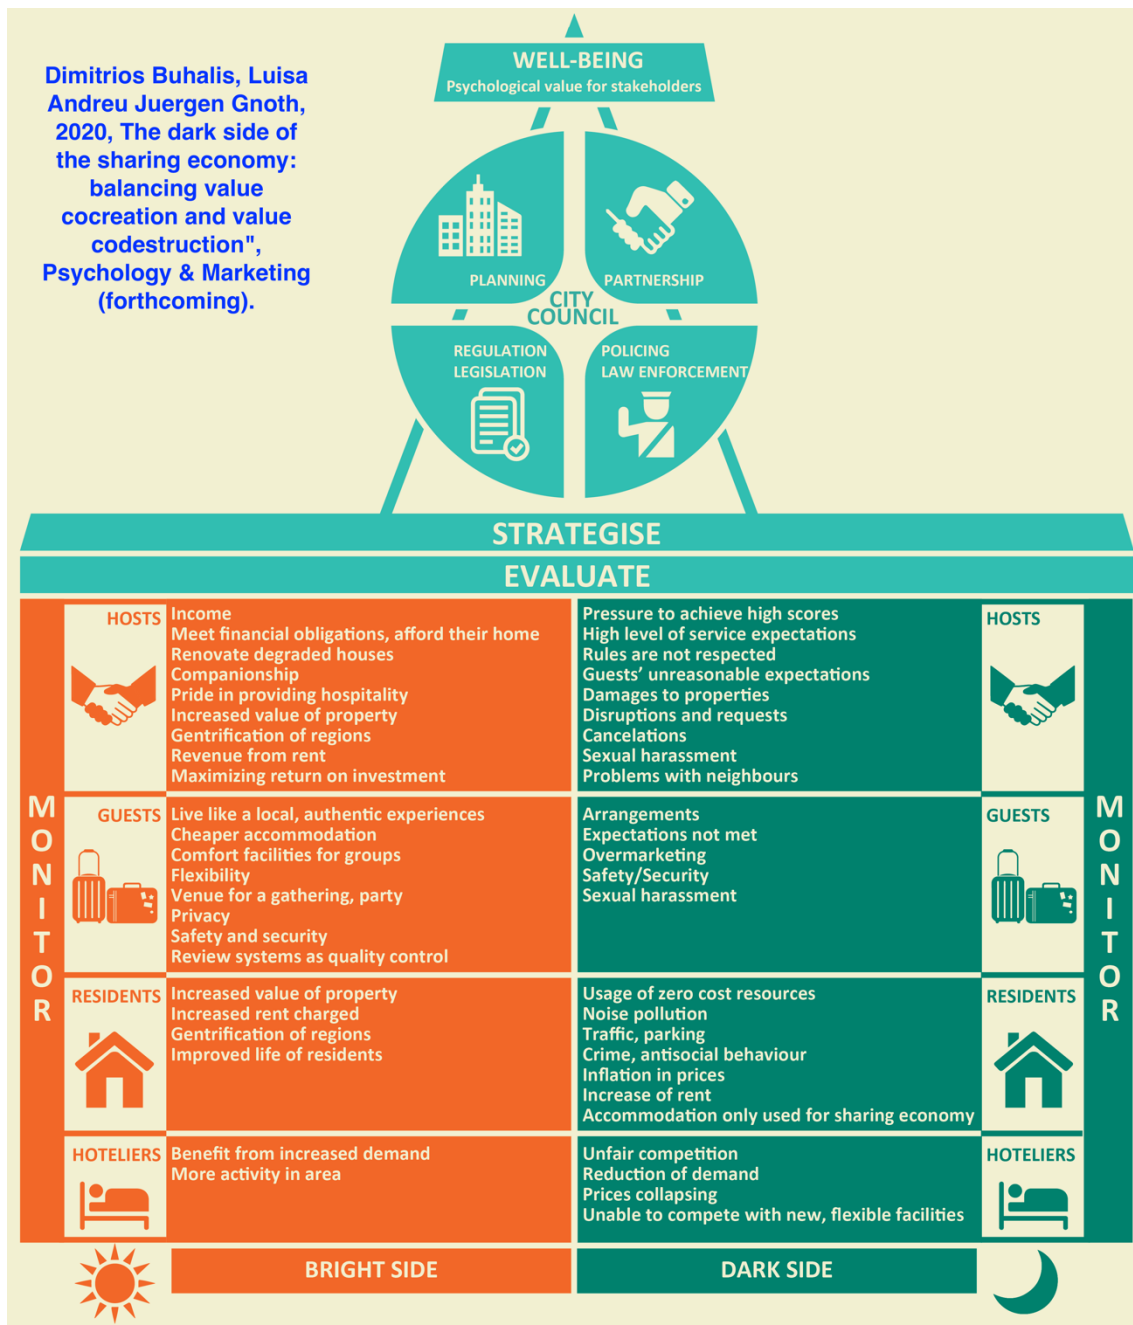 Dimitrios Buhalis, Luisa
Andreu Juergen Gnoth,
2020, The dark side of
the sharing economy:
balancing value
cocreation and value
codestruction",
Psychology & Marketing
(forthcoming).
WELL-BEING
Psychological value for stakeholders
PLANNING
PARTNERSHIP
CITY
COUNCIL
REGULATION
LEGISLATION
POLICING
LAW ENFORCEMENT
STRATEGISE
EVALUATE
MONITOR
HOSTS
Income
Meet financial obligations, afford their home
Renovate degraded houses
Companionship
Pride in providing hospitality
Increased value of property
Gentrification of regions
Revenue from rent
Maximizing return on investment
Pressure to achieve high scores
High level of service expectations
Rules are not respected
Guests' unreasonable expectations
Damages to properties
Disruptions and requests
Cancelations
Sexual harassment
Problems with neighbours
HOSTS
GUESTS
Live like a local, authentic experiences
Cheaper accommodation
Comfort facilities for groups
Flexibility
Venue for a gathering, party
Privacy
Safety and security
Review systems as quality control
Arrangements
Expectations not met
Overmarketing
Safety/Security
Sexual harassment
GUESTS
RESIDENTS
Increased value of property
Increased rent charged
Gentrification of regions
Improved life of residents
Usage of zero cost resources
Noise pollution
Traffic, parking
Crime, antisocial behaviour
Inflation in prices
Increase of rent
Accommodation only used for sharing economy
RESIDENTS
HOTELIERS
Benefit from increased demand
More activity in area
Unfair competition
Reduction of demand
Prices collapsing
Unable to compete with new, flexible facilities
HOTELIERS
MONITOR
BRIGHT SIDE
DARK SIDE